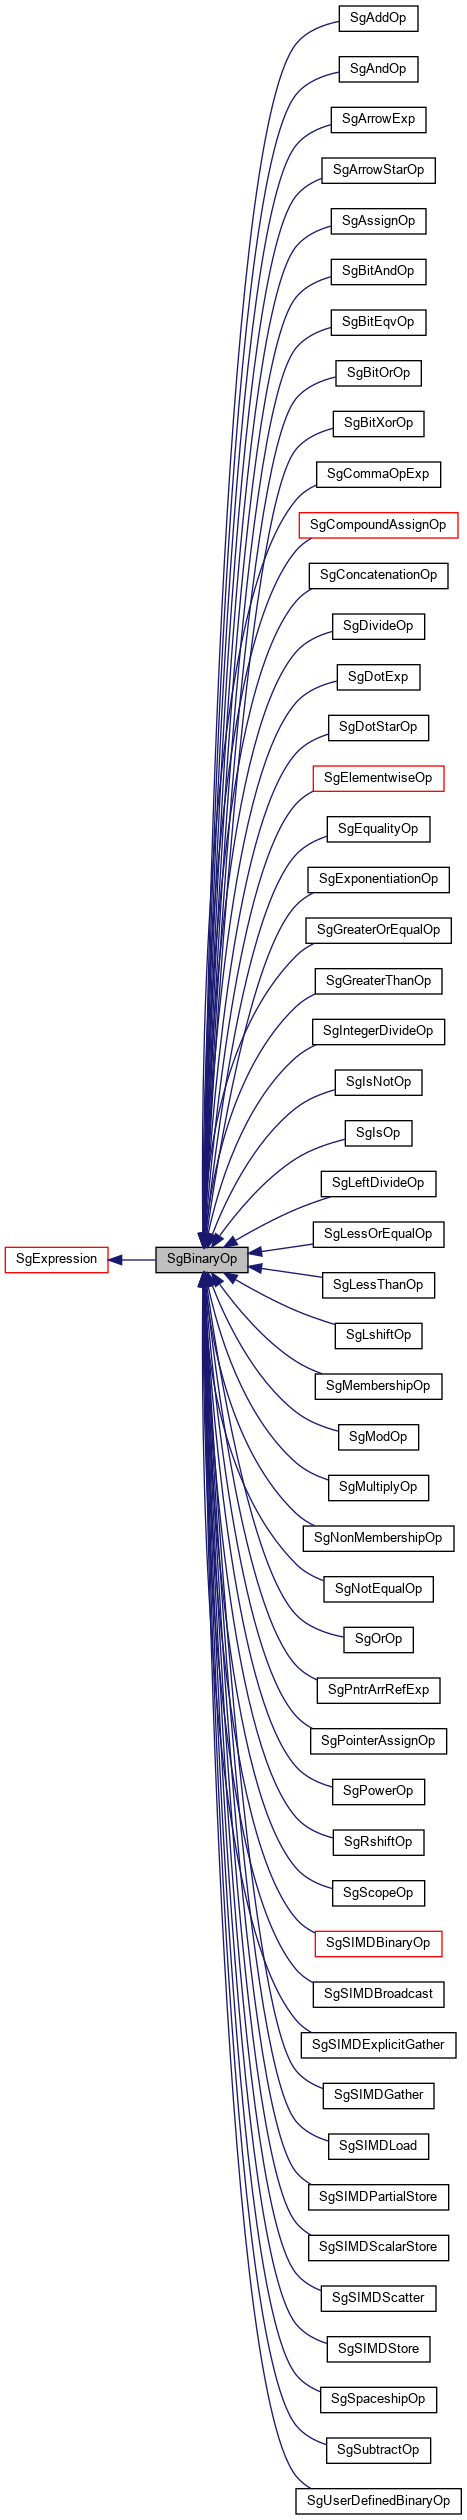 SgAddOp
SgAndOp
SgArrowExp
SgArrowStarOp
SgAssignOp
SgBitAndOp
SgBitEqvOp
SgBitOrOp
SgBitXorOp
SgCommaOpExp
SgCompoundAssignOp
SgConcatenationOp
SgDivideOp
SgDotExp
SgDotStarOp
SgElementwiseOp
SgEqualityOp
SgExponentiationOp
SgGreaterOrEqualOp
SgGreaterThanOp
SgIntegerDivideOp
SgIsNotOp
SgIsOp
SgLeftDivideOp
SgLessOrEqualOp
SgExpression
SgBinaryOp
SgLessThanOp
SgLshiftOp
SgMembershipOp
SgModOp
SgMultiplyOp
SgNonMembershipOp
SgNotEqualOp
SgOrOp
SgPntrArrRefExp
SgPointerAssignOp
SgPowerOp
SgRshiftOp
SgScopeOp
SgSIMDBinaryOp
SgSIMDBroadcast
SgSIMDExplicitGather
SgSIMDGather
SgSIMDLoad
SgSIMDPartialStore
SgSIMDScalarStore
SgSIMDScatter
SgSIMDStore
SgSpaceshipOp
SgSubtractOp
SgUserDefinedBinaryOp